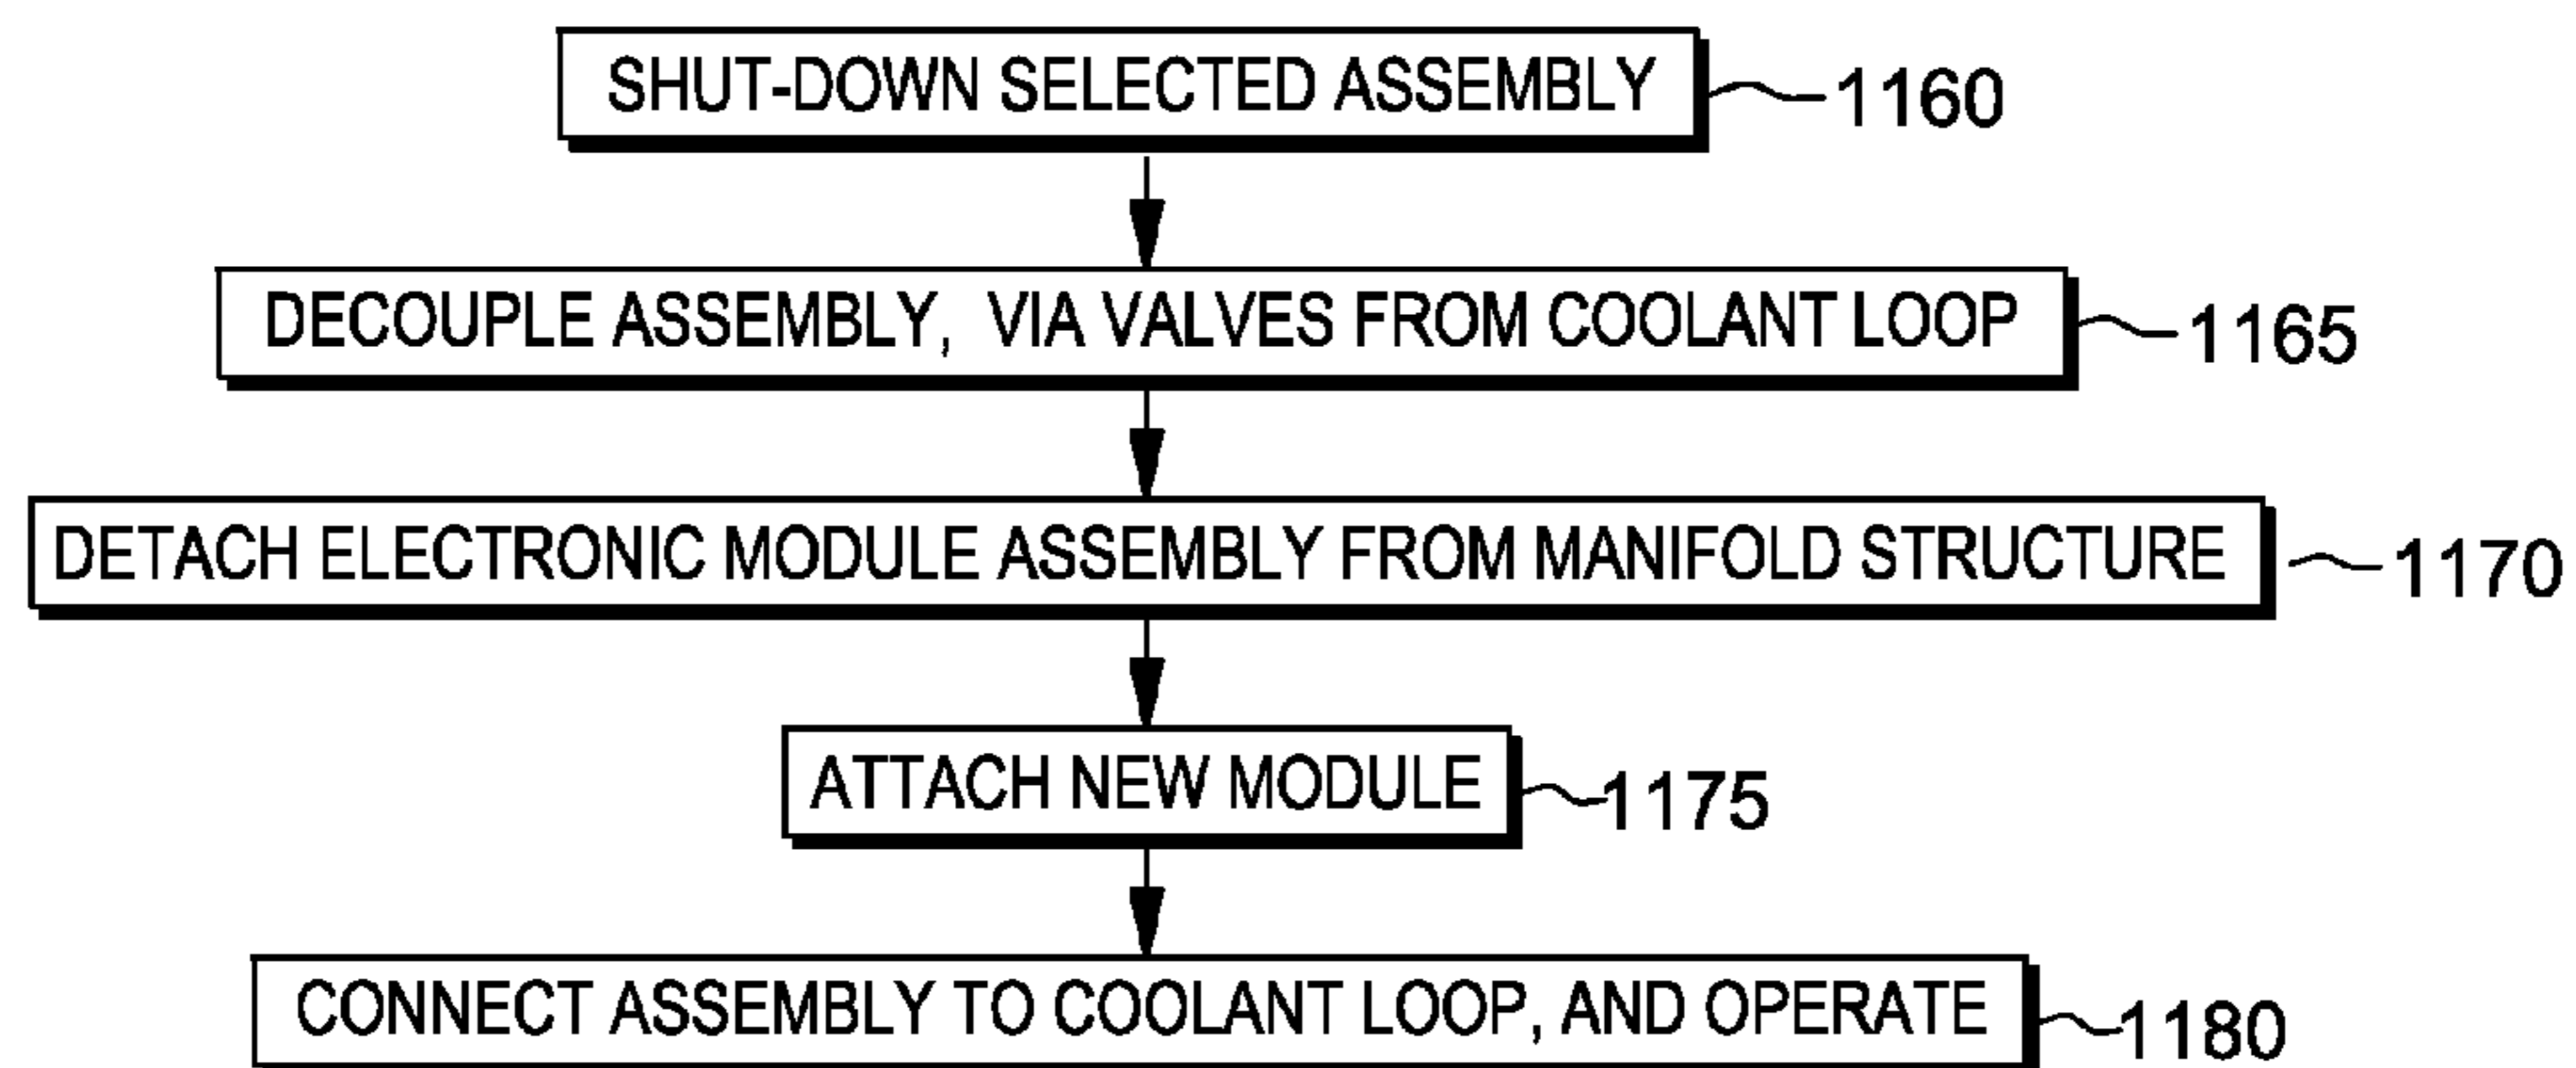 SHUT-DOWN SELECTED ASSEMBLY 1160
DECOUPLE ASSEMBLY, VIA VALVES FROM COOLANT LOOP 1165
DETACH ELECTRONIC MODULE ASSEMBLY FROM MANIFOLD STRUCTURE 1170
ATTACH NEW MODULE 1175
CONNECT ASSEMBLY TO COOLANT LOOP, AND OPERATE 1180